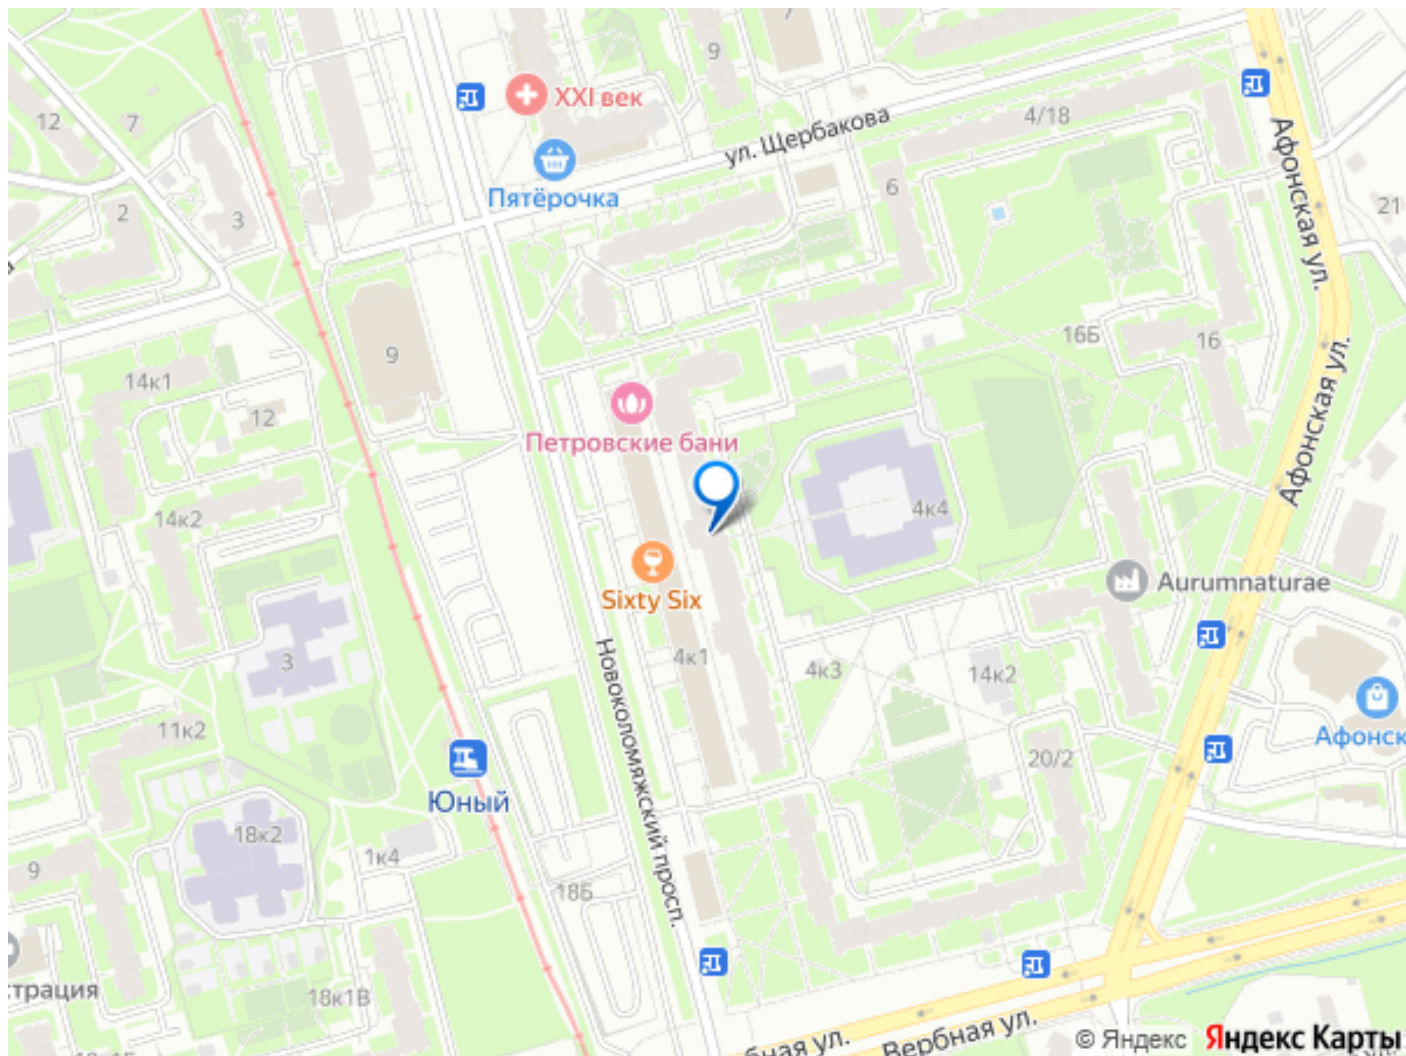 7
9
XXI век
12
7
4/18
ул. Щербакова
Афонская ул.
Пятёрочка
6
2
3
21
16Б
16
9
14к1
12
Петровские бани
Афонская ул.
14к2
4к4
Aurumnaturae
Sixty Six
3
4к1
4к3
14к2
Новоколомяжский просп.
11к2
Афонск
20/2
Юный
18к2
1к4
9
18Б
трация
18к1В
Вербная ул.
бная ул.
© Яндекс
Яндекс Карты